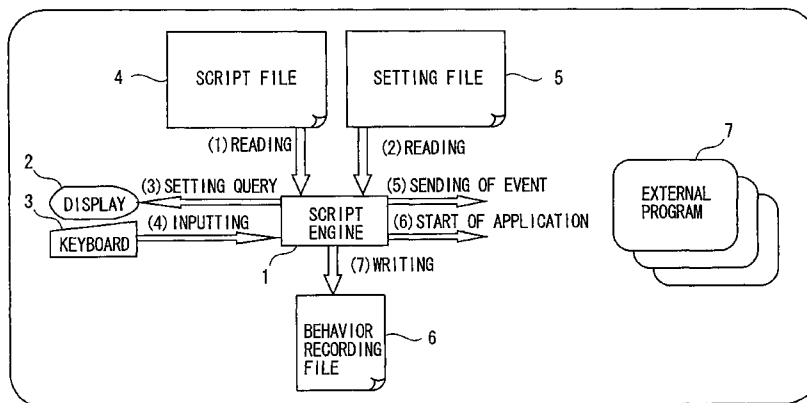 4
SCRIPT FILE
SETTING FILE
5
(1) READING
(2) READING
7
2
(3) SETTING QUERY
(5) SENDING OF EVENT
DISPLAY
EXTERNAL
PROGRAM
3
(4) INPUTTING
SCRIPT
ENGINE
(6) START OF APPLICATION
KEYBOARD
1
(7) WRITING
BEHAVIOR
RECORDING
FILE
6